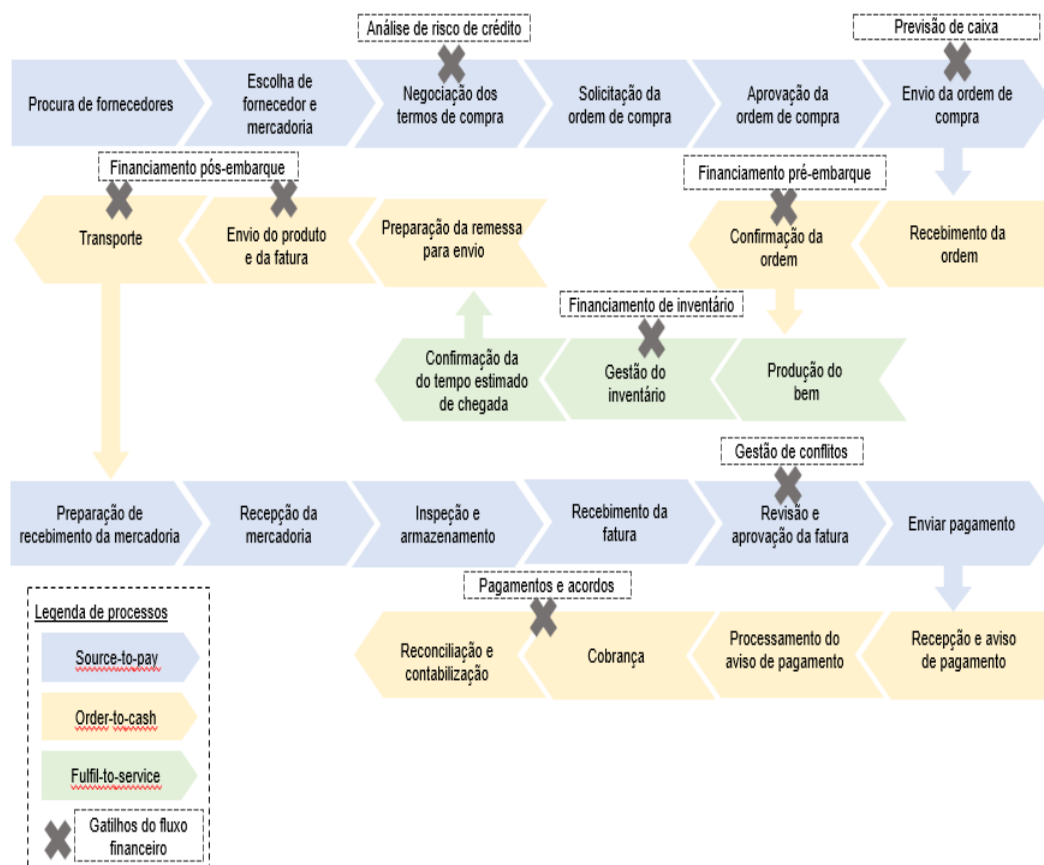 Análise de risco de crédito
Previsão de caixa
Procura de fornecedores
Escolha de
fornecedor e
mercadoria
Negociação dos
termos de compra
Solicitação da
ordem de compra
Aprovação da
ordem de compra
Envio da ordem de
compra
Financiamento pós-embarque
Financiamento pré-embarque
Transporte
Envio do produto
e da fatura
Preparação da remessa
para envio
Confirmação da
ordem
Recebimento da
ordem
Financiamento de inventário
Confirmação da
do tempo estimado
de chegada
Gestão do
inventário
Produção do
bem
Gestão de conflitos
Preparação de
recebimento da mercadoria
Recepção da
mercadoria
Inspeção e
armazenamento
Recebimento da
fatura
Revisão e
aprovação da fatura
Enviar pagamento
Pagamentos e acordos
Reconciliação e
contabilização
Cobrança
Processamento do
aviso de pagamento
Recepção e aviso
de pagamento
Legenda de processos
Source-to-pay
Order-to-cash
Fulfil-to-service
Gatilhos do fluxo
financeiro